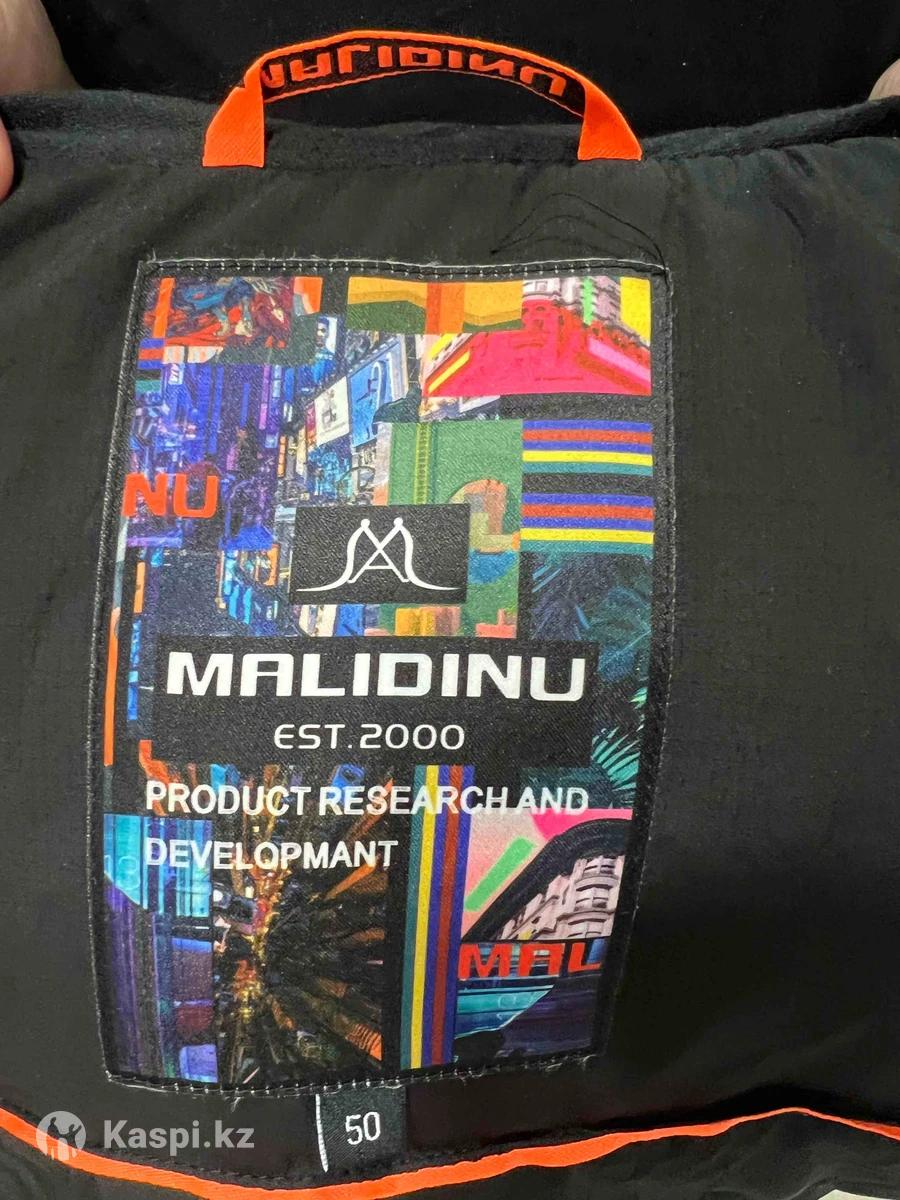 MALIDINU
NU
MALIDINU
EST.2000
PRODUCT RESEARCH AND
DEVELOPMANT
MAL
50
Kaspi.kz